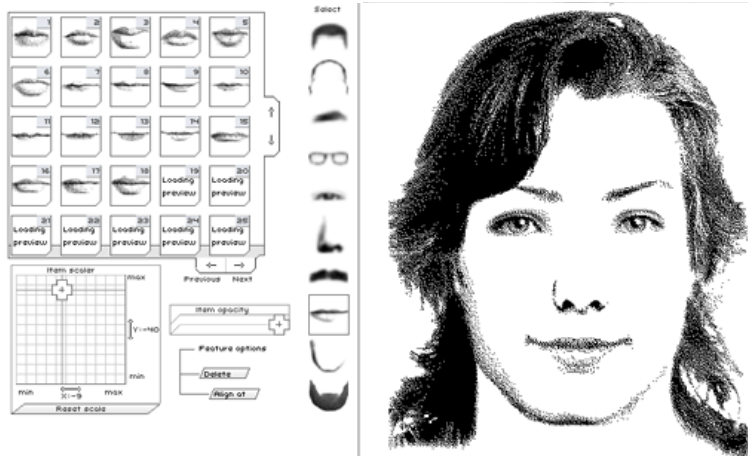 Select
1
2
3
4
5
6
7
8
9
10
11
12
13
14
15
16
17
18
19
Loading
preview
20
Loading
preview
21
Loading
preview
22
Loading
preview
23
Loading
preview
24
Loading
preview
25
Loading
preview
Previous Next
Item scaler
max
Y:-40
min
min
X:-9
max
Reset scale
Item opacity
Feature options
Delete
Align at